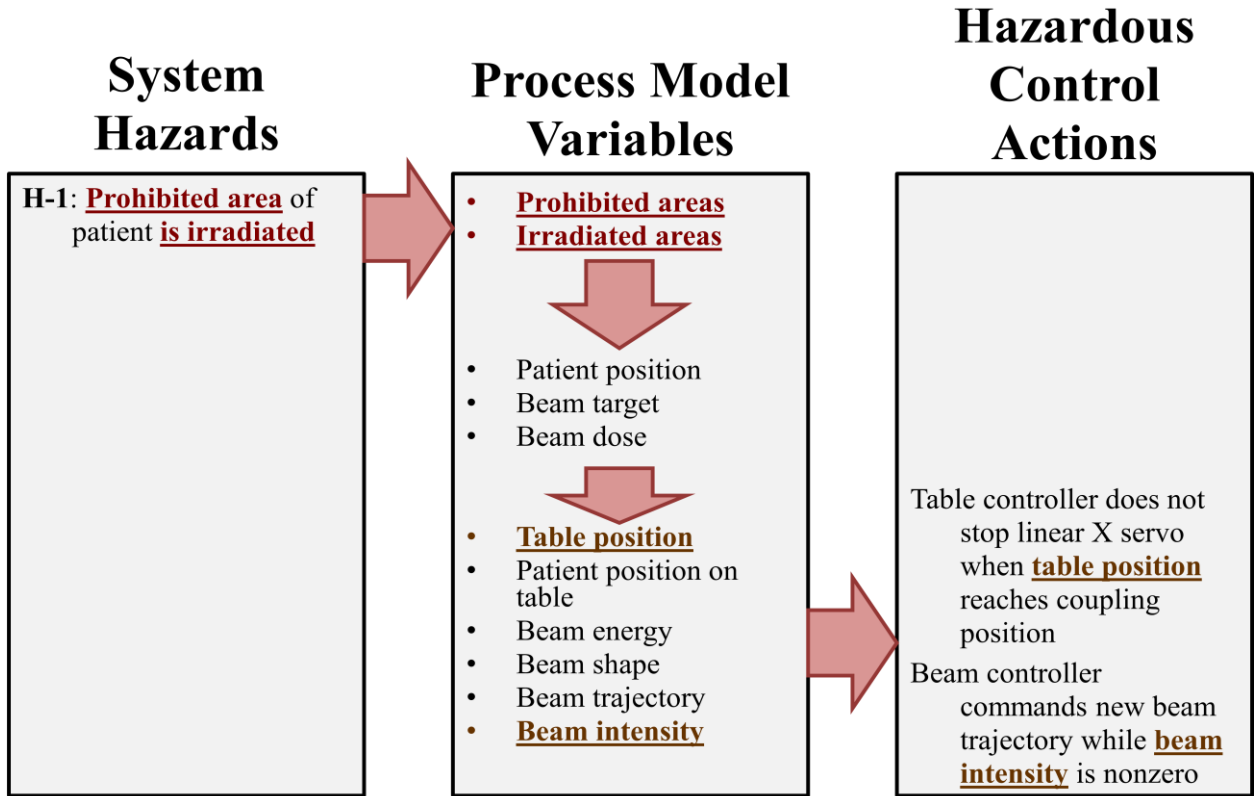 System
Hazards
H-1: Prohibited area of
patient is irradiated
Process Model
Variables
• Prohibited areas
• Irradiated areas
• Patient position
• Beam target
• Beam dose
• Table position
• Patient position on
table
• Beam energy
• Beam shape
• Beam trajectory
• Beam intensity
Hazardous
Control
Actions
Table controller does not
stop linear X servo
when table position
reaches coupling
position
Beam controller
commands new beam
trajectory while beam
intensity is nonzero